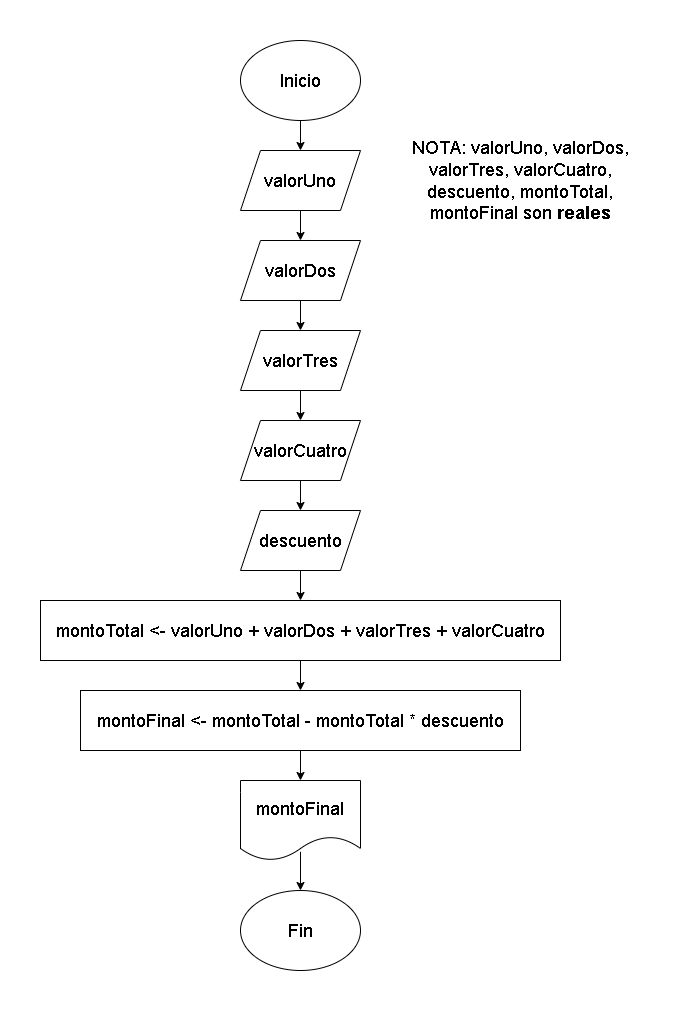 Inicio
NOTA: valorUno, valorDos,
valorTres, valorCuatro,
descuento, montoTotal,
montoFinal son reales
valorUno
valorDos
valorTres
valorCuatro
descuento
montoTotal <- valorUno + valorDos + valorTres + valorCuatro
montoFinal <- montoTotal - montoTotal * descuento
montoFinal
Fin